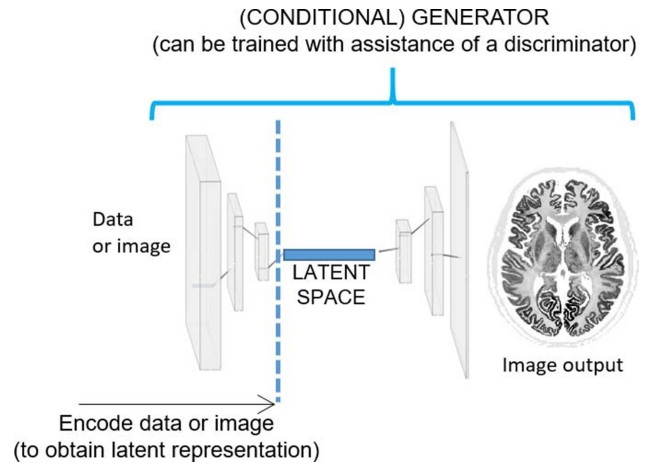 (CONDITIONAL) GENERATOR
(can be trained with assistance of a discriminator)
Data
or image
LATENT
SPACE
Image output
Encode data or image
(to obtain latent representation)